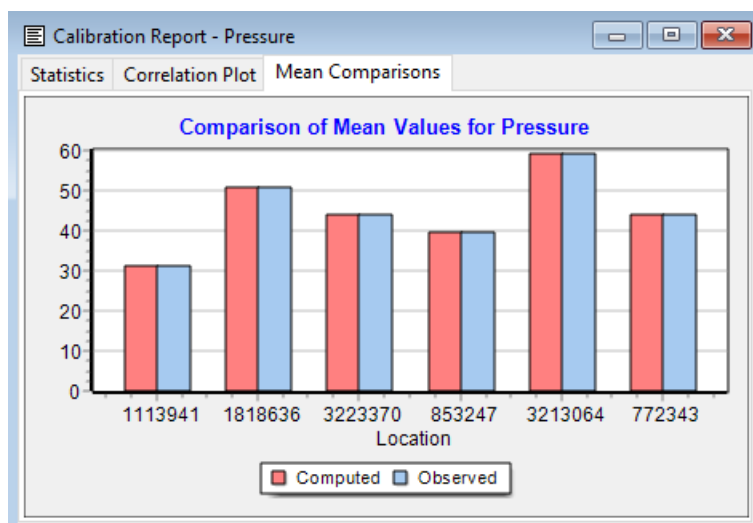 Calibration Report - Pressure
Statistics Correlation Plot Mean Comparisons
Comparison of Mean Values for Pressure
60
50
40
30
20
10
0
1113941 1818636 3223370 853247 3213064 772343
Location
Computed Observed